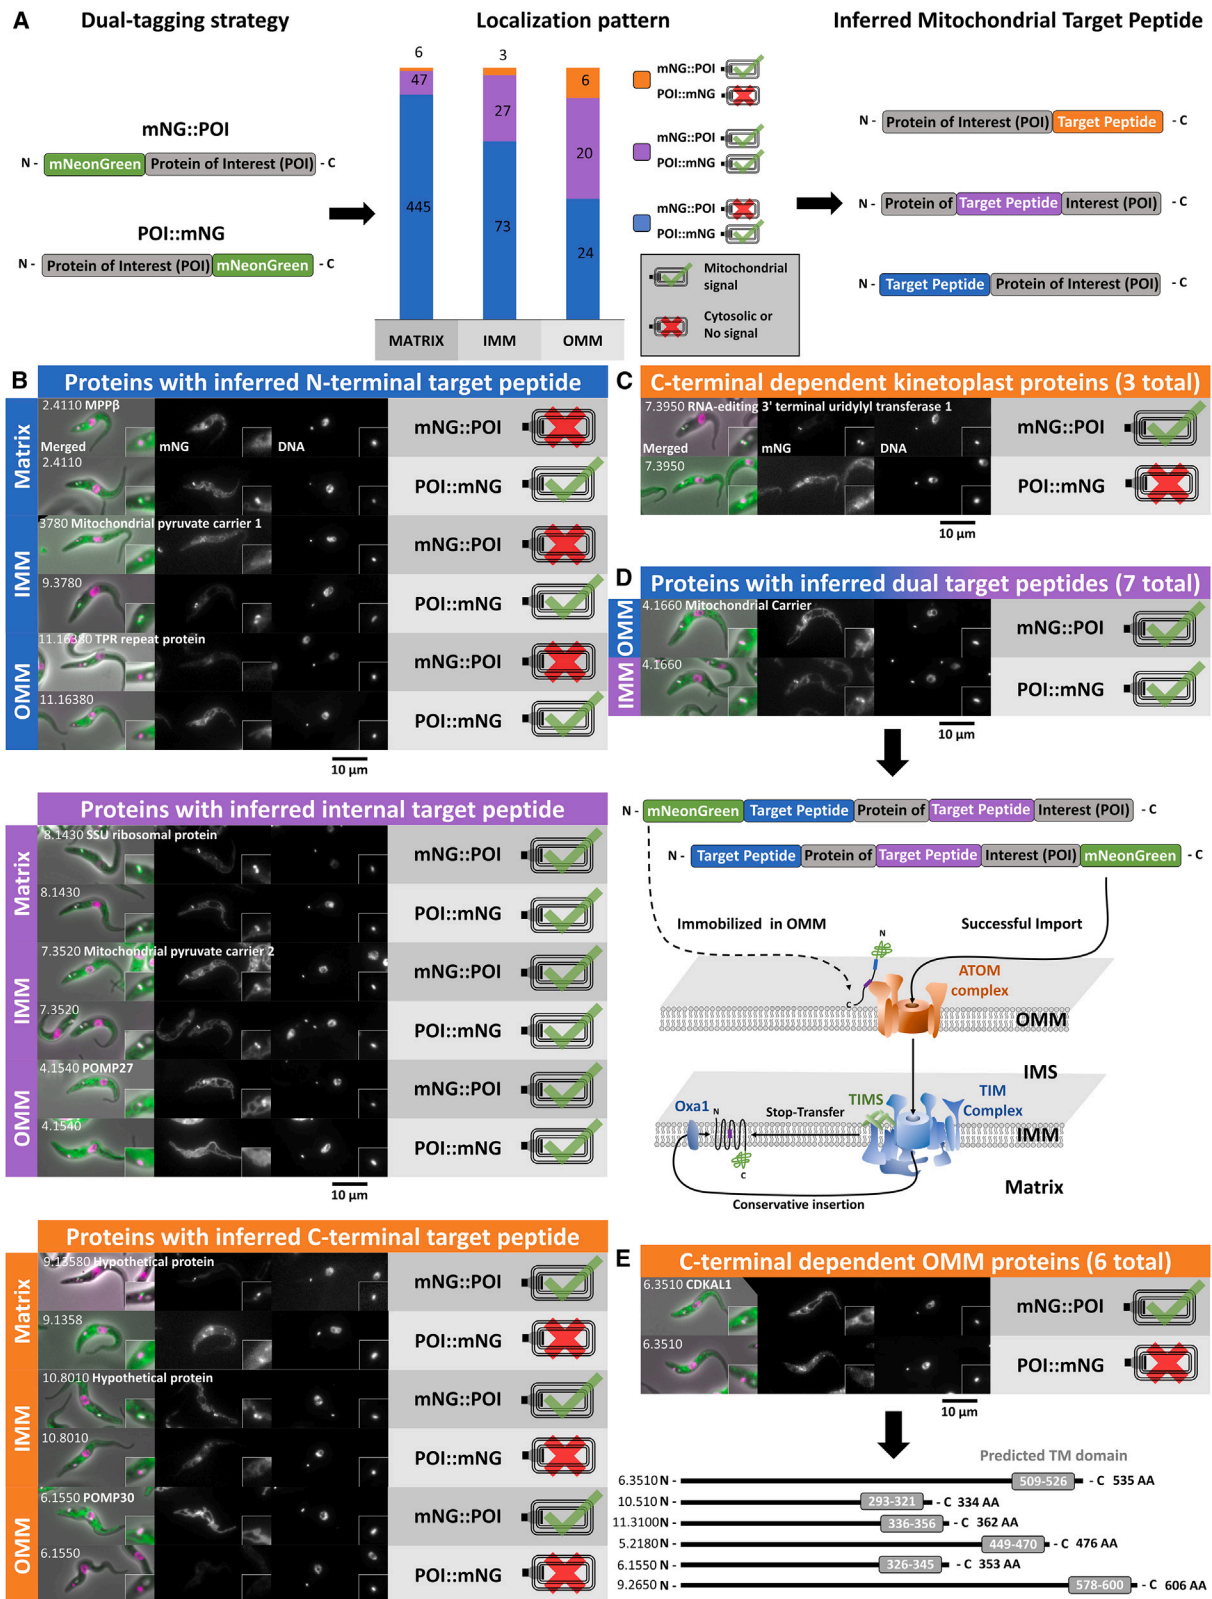 A
Dual-tagging strategy
Localization pattern
Inferred Mitochondrial Target Peptide
mNG::POI
N - mNeonGreen Protein of Interest (POI) - C
POI::mNG
N - Protein of Interest (POI) mNeonGreen - C
6
47
445
MATRIX
3
27
73
IMM
6
20
24
OMM
mNG::POI
POI::mNG
mNG::POI
POI::mNG
mNG::POI
POI::mNG
Mitochondrial
signal
Cytosolic or
No signal
N - Protein of Interest (POI) Target Peptide - C
N - Protein of Target Peptide Interest (POI) - C
N - Target Peptide Protein of Interest (POI) - C
B
Proteins with inferred N-terminal target peptide
Matrix
2.4110 MPPβ
Merged
mNG
DNA
mNG::POI
2.4110
POI::mNG
IMM
3780 Mitochondrial pyruvate carrier 1
mNG::POI
9.3780
POI::mNG
OMM
11.16380 TPR repeat protein
mNG::POI
11.16380
POI::mNG
10 µm
Proteins with inferred internal target peptide
Matrix
8.1430 SSU ribosomal protein
mNG::POI
8.1430
POI::mNG
IMM
7.3520 Mitochondrial pyruvate carrier 2
mNG::POI
7.3520
POI::mNG
OMM
4.1540 POMP27
mNG::POI
4.1540
POI::mNG
10 µm
Proteins with inferred C-terminal target peptide
Matrix
9.13580 Hypothetical protein
mNG::POI
9.1358
POI::mNG
IMM
10.8010 Hypothetical protein
mNG::POI
10.8010
POI::mNG
OMM
6.1550 POMP30
mNG::POI
6.1550
POI::mNG
C
C-terminal dependent kinetoplast proteins (3 total)
7.3950 RNA-editing 3' terminal uridylyl transferase 1
Merged
mNG
DNA
mNG::POI
7.3950
POI::mNG
10 µm
D
Proteins with inferred dual target peptides (7 total)
OMM
4.1660 Mitochondrial Carrier
mNG::POI
IMM
4.1660
POI::mNG
10 µm
N - mNeonGreen Target Peptide Protein of Target Peptide Interest (POI) - C
N - Target Peptide Protein of Target Peptide Interest (POI) mNeonGreen - C
Immobilized in OMM
Successful Import
N
C
ATOM
complex
OMM
IMS
Oxa1
N
Stop-Transfer
TIMS
TIM
Complex
IMM
C
Matrix
Conservative insertion
E
C-terminal dependent OMM proteins (6 total)
6.3510 CDKAL1
mNG::POI
6.3510
POI::mNG
10 µm
Predicted TM domain
6.3510 N - 509-526 - C 535 AA
10.510 N - 293-321 - C 334 AA
11.3100N - 336-356 - C 362 AA
5.2180 N - 449-470 - C 476 AA
6.1550 N - 326-345 - C 353 AA
9.2650 N - 578-600 - C 606 AA